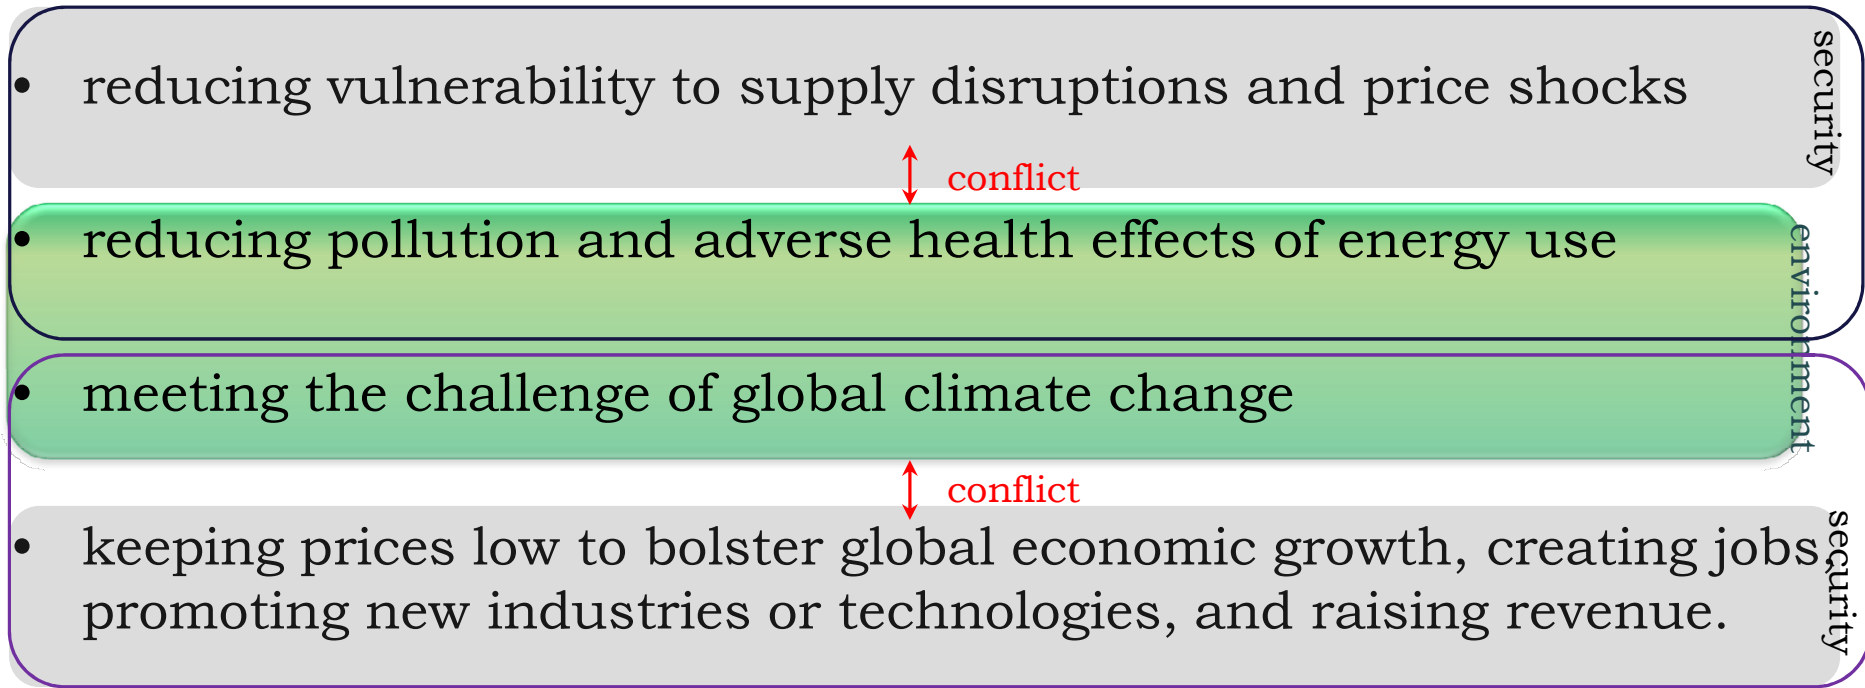 • reducing vulnerability to supply disruptions and price shocks
security
conflict
• reducing pollution and adverse health effects of energy use
environment
• meeting the challenge of global climate change
conflict
• keeping prices low to bolster global economic growth, creating jobs,
promoting new industries or technologies, and raising revenue.
security